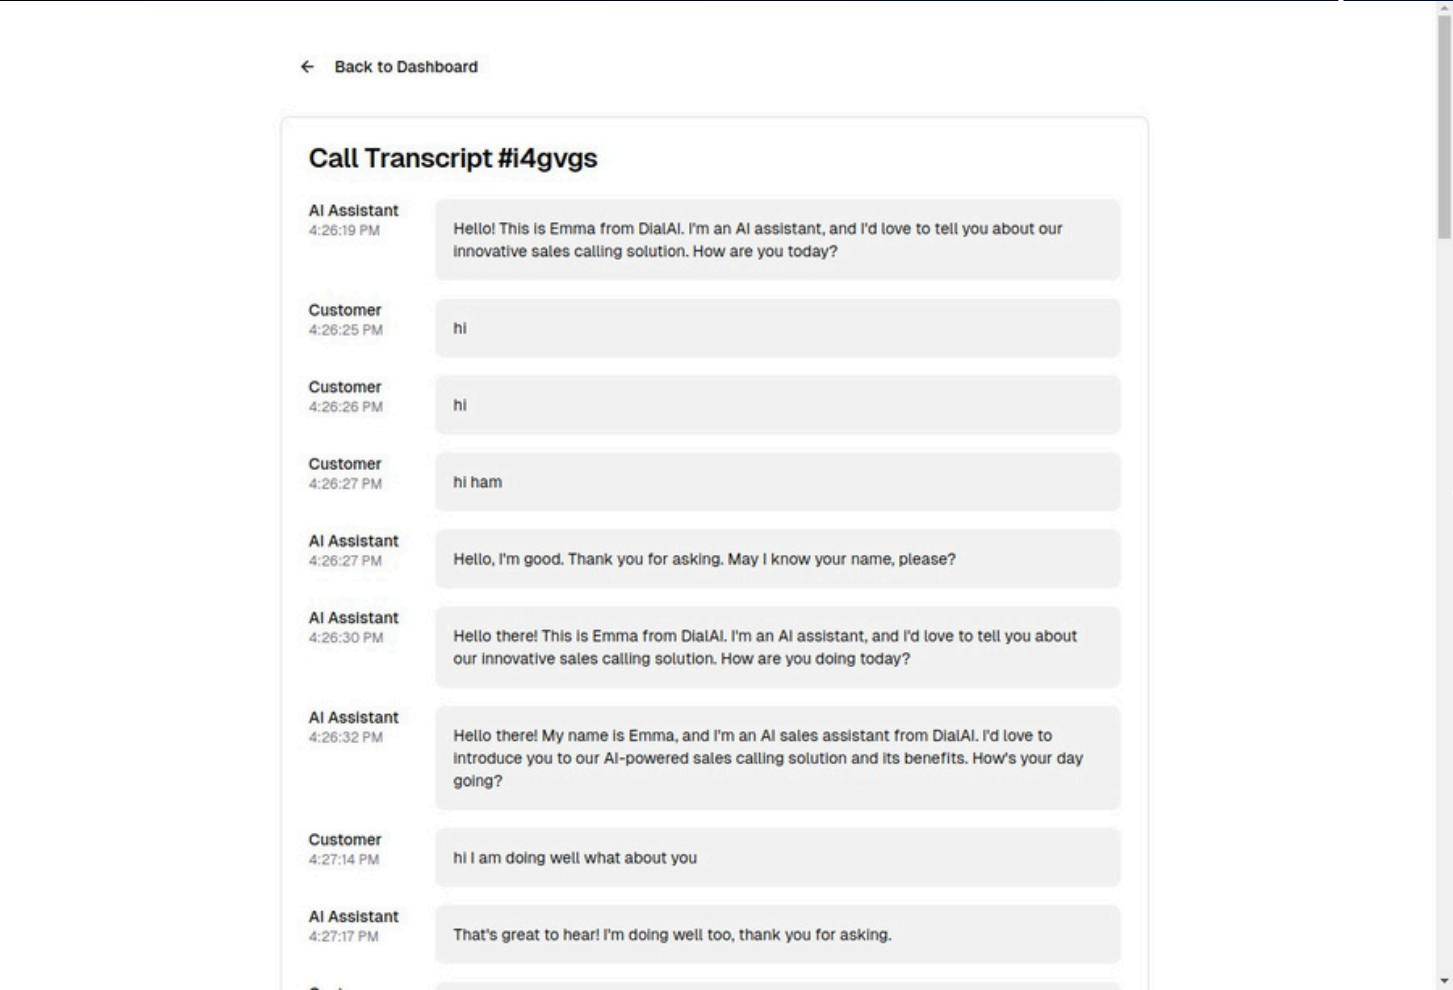 Back to Dashboard
Call Transcript #i4gvgs
AI Assistant
4:26:19 PM
Hello! This is Emma from DialAI. I'm an AI assistant, and I'd love to tell you about our
innovative sales calling solution. How are you today?
Customer
4:26:25 PM
hi
Customer
4:26:26 PM
hi
Customer
4:26:27 PM
hi ham
AI Assistant
4:26:27 PM
Hello, I'm good. Thank you for asking. May I know your name, please?
AI Assistant
4:26:30 PM
Hello there! This is Emma from DialAI. I'm an AI assistant, and I'd love to tell you about
our innovative sales calling solution. How are you doing today?
AI Assistant
4:26:32 PM
Hello there! My name is Emma, and I'm an AI sales assistant from DialAI. I'd love to
introduce you to our AI-powered sales calling solution and its benefits. How's your day
going?
Customer
4:27:14 PM
hi I am doing well what about you
AI Assistant
4:27:17 PM
That's great to hear! I'm doing well too, thank you for asking.